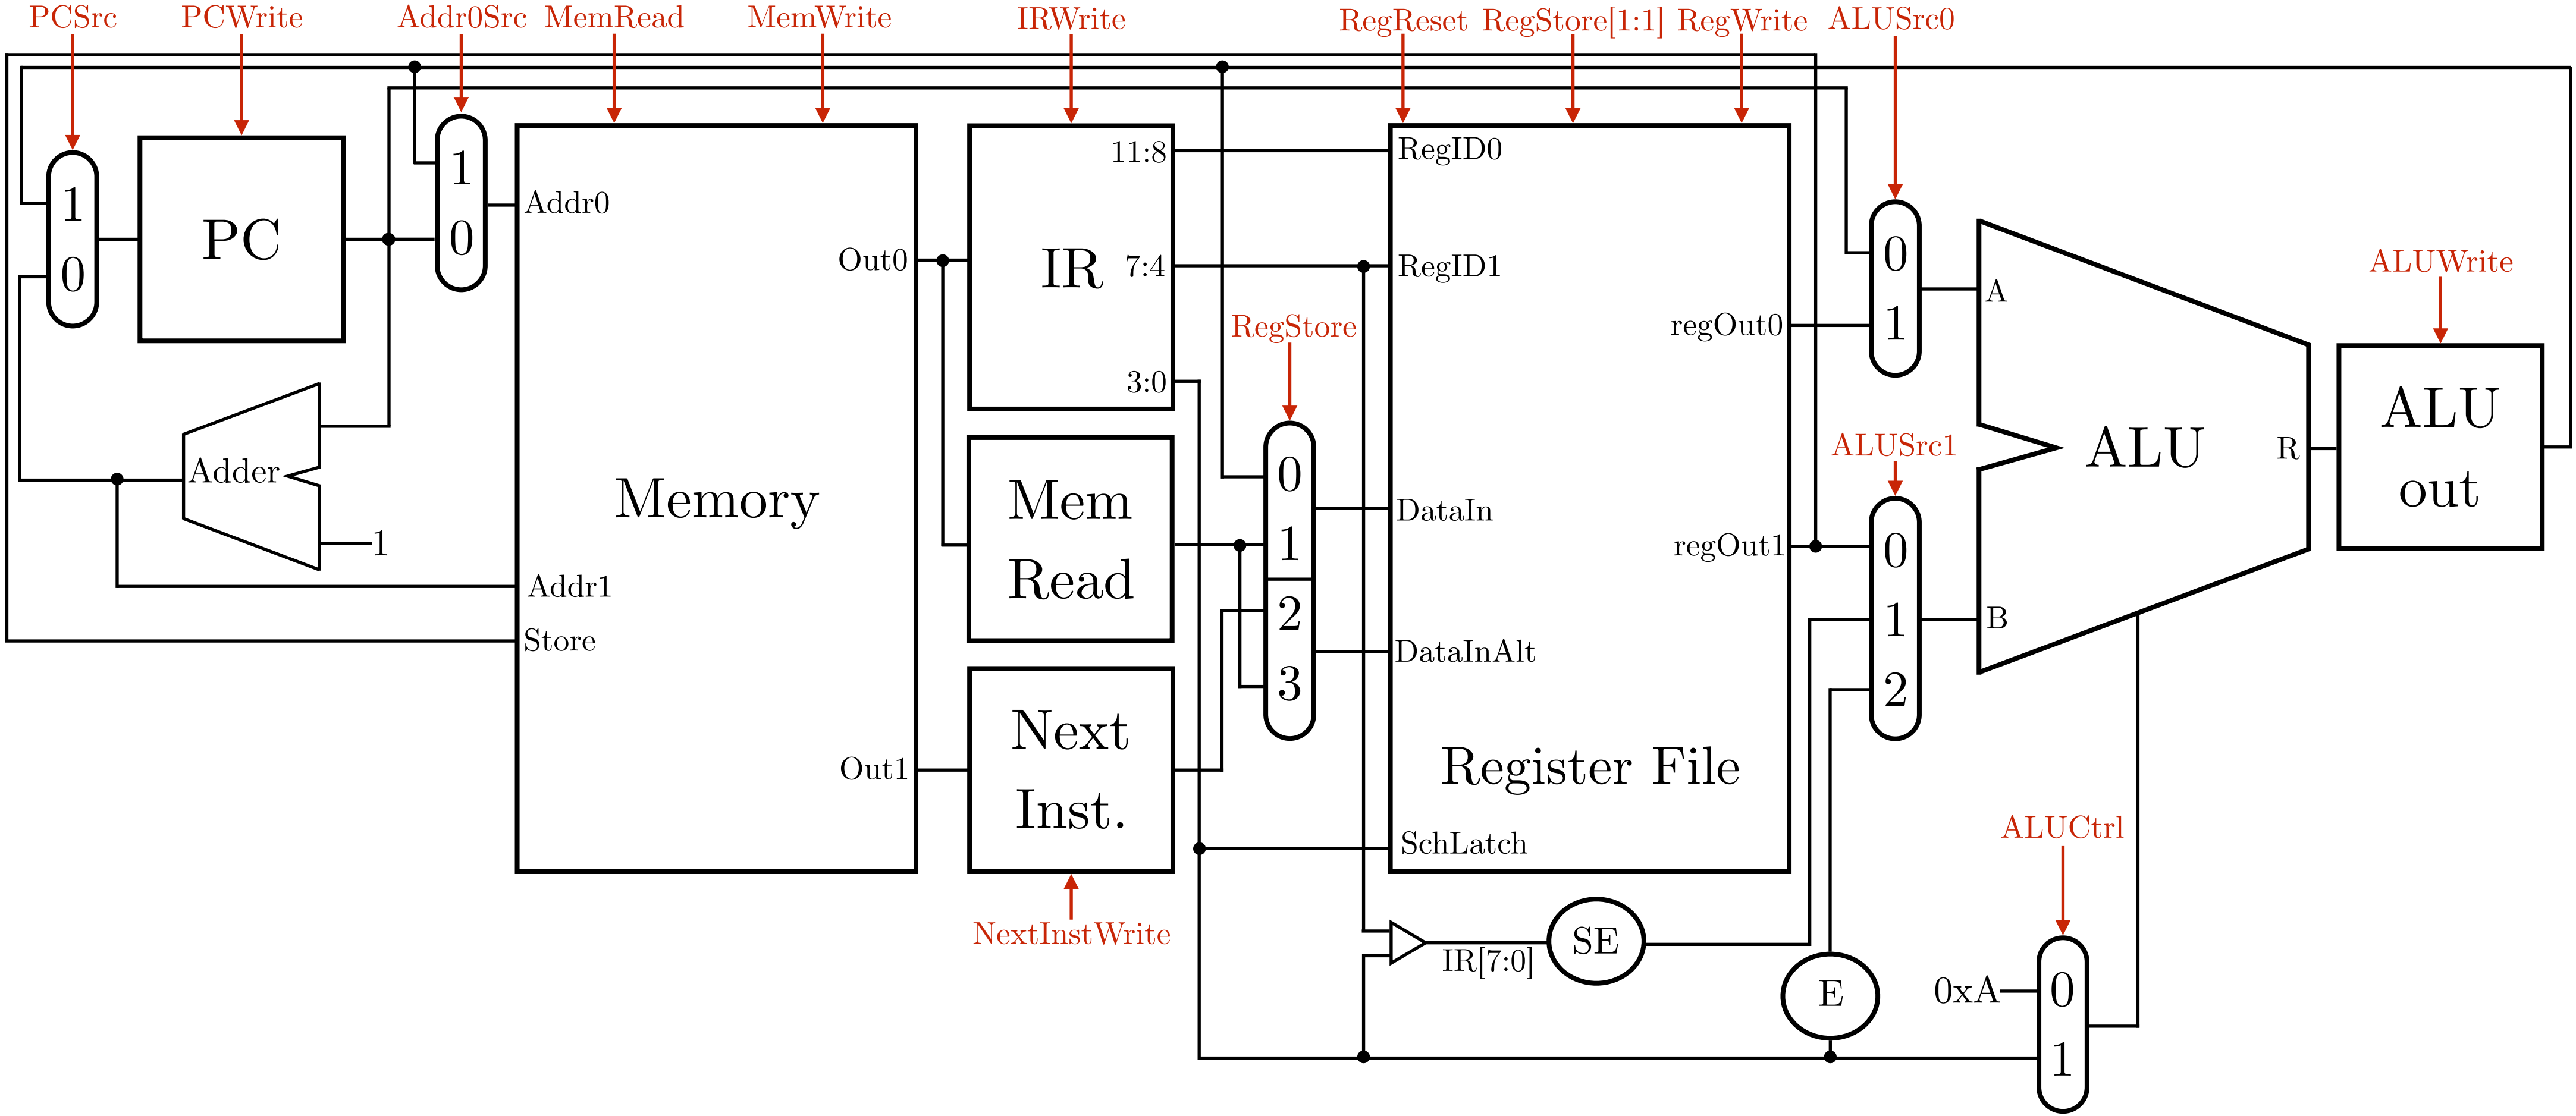 PCSrc
PCWrite
Addr0Src
MemRead
MemWrite
IRWrite
RegReset
RegStore[1:1]
RegWrite
ALUSrc0
1
0
PC
1
0
Adder
1
Addr0
Out0
Memory
Addr1
Store
Out1
11:8
IR
7:4
3:0
Mem
Read
Next
Inst.
NextInstWrite
RegStore
0
1
2
3
RegID0
RegID1
regOut0
DataIn
regOut1
DataInAlt
Register File
SchLatch
IR[7:0]
SE
E
0
1
ALUSrc1
0
1
2
A
ALU
R
B
ALUWrite
ALU
out
ALUCtrl
0xA
0
1